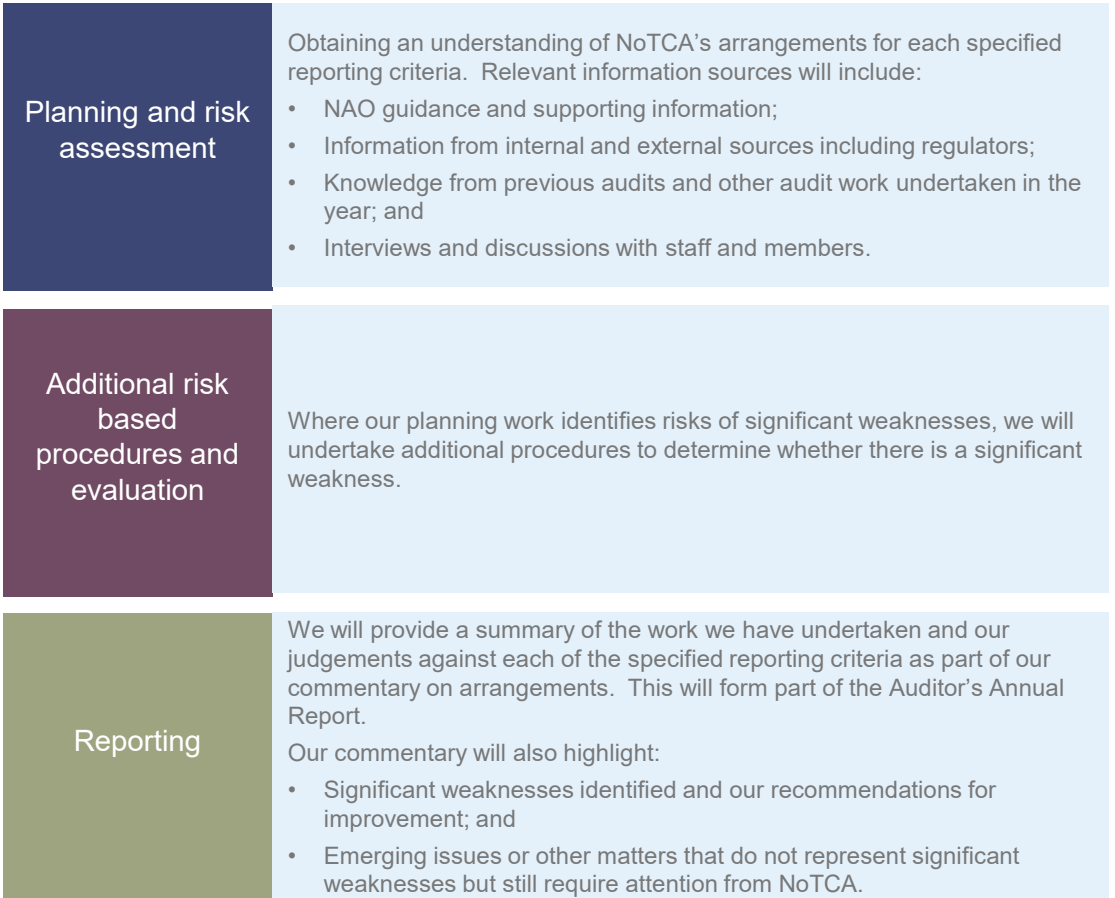 Planning and risk
assessment
Obtaining an understanding of NoTCA’s arrangements for each specified
reporting criteria.  Relevant information sources will include:
• NAO guidance and supporting information;
• Information from internal and external sources including regulators;
• Knowledge from previous audits and other audit work undertaken in the
year; and
• Interviews and discussions with staff and members.
Additional risk
based
procedures and
evaluation
Where our planning work identifies risks of significant weaknesses, we will
undertake additional procedures to determine whether there is a significant
weakness.
Reporting
We will provide a summary of the work we have undertaken and our
judgements against each of the specified reporting criteria as part of our
commentary on arrangements.  This will form part of the Auditor’s Annual
Report.
Our commentary will also highlight:
• Significant weaknesses identified and our recommendations for
improvement; and
• Emerging issues or other matters that do not represent significant
weaknesses but still require attention from NoTCA.